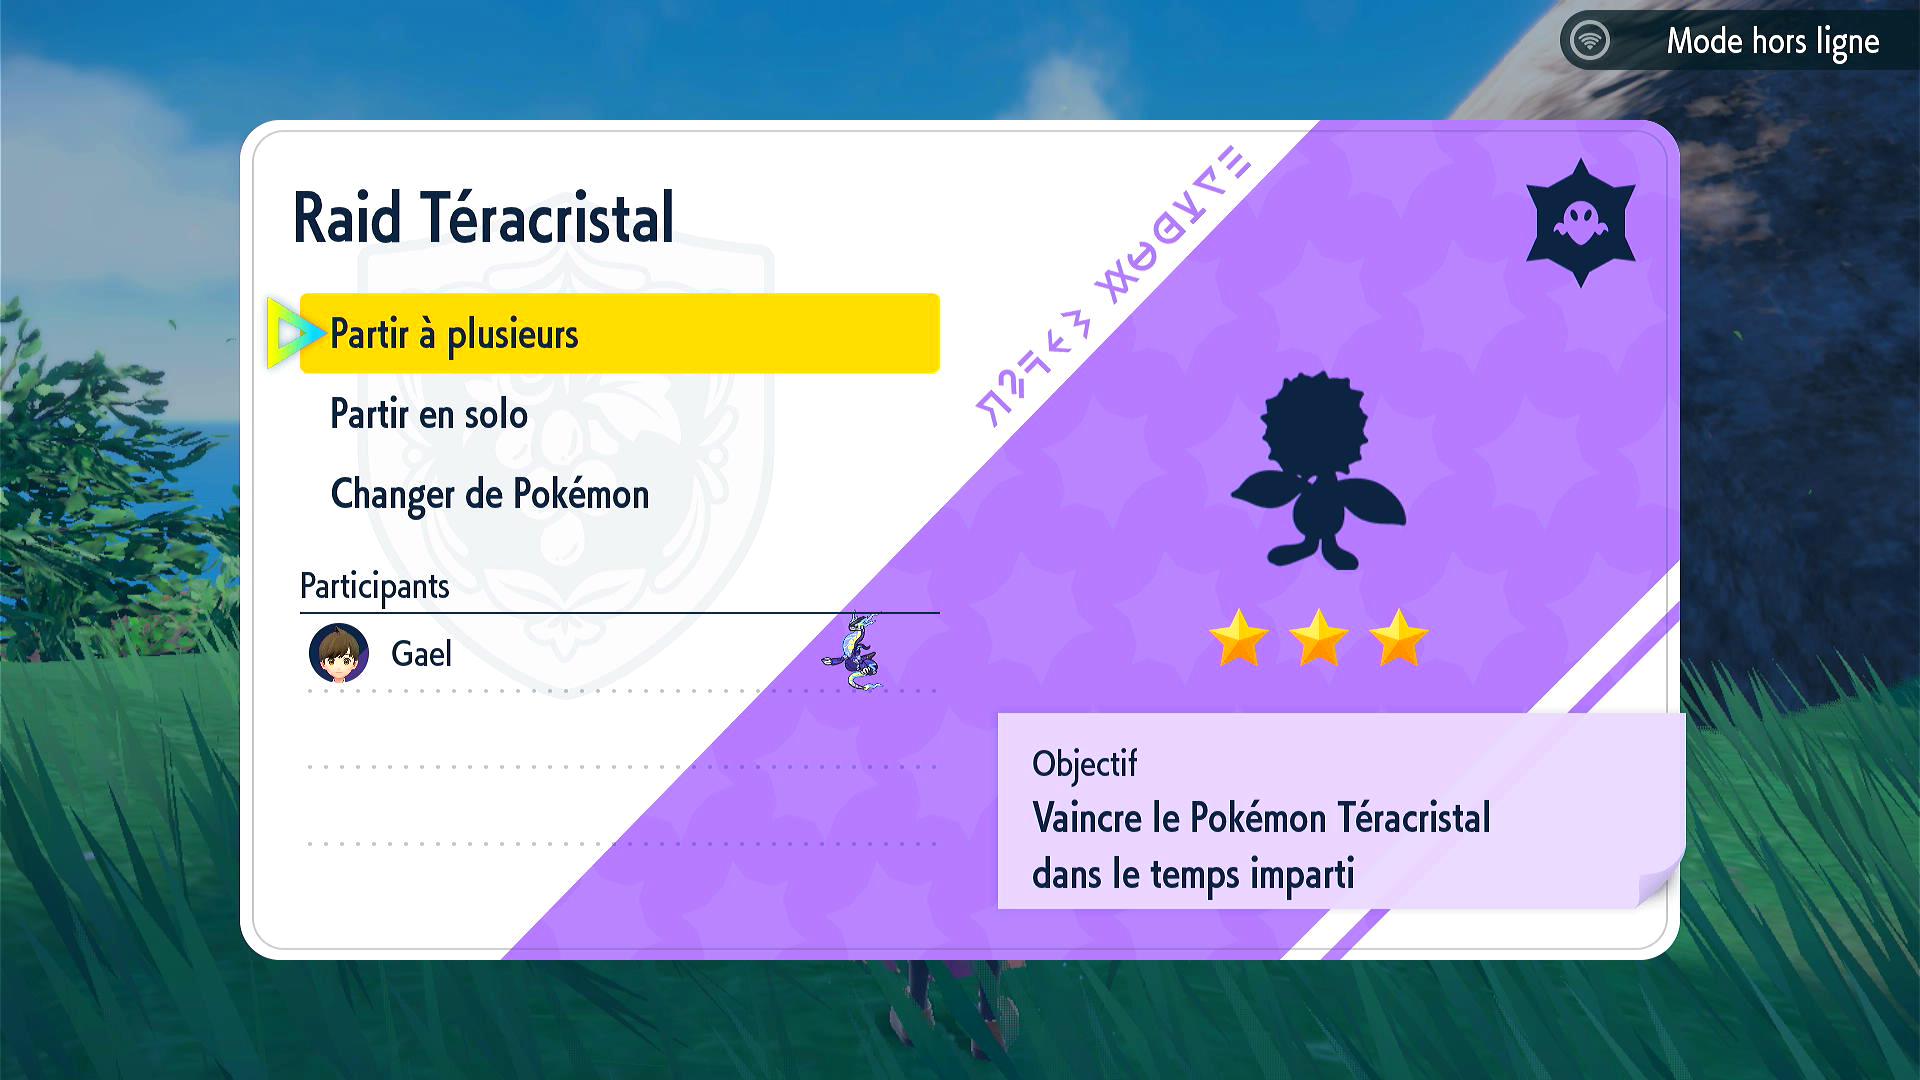 Mode hors ligne
Raid Téracristal
Partir à plusieurs
Partir en solo
Changer de Pokémon
Participants
Gael
Objectif
Vaincre le Pokémon Téracristal
dans le temps imparti